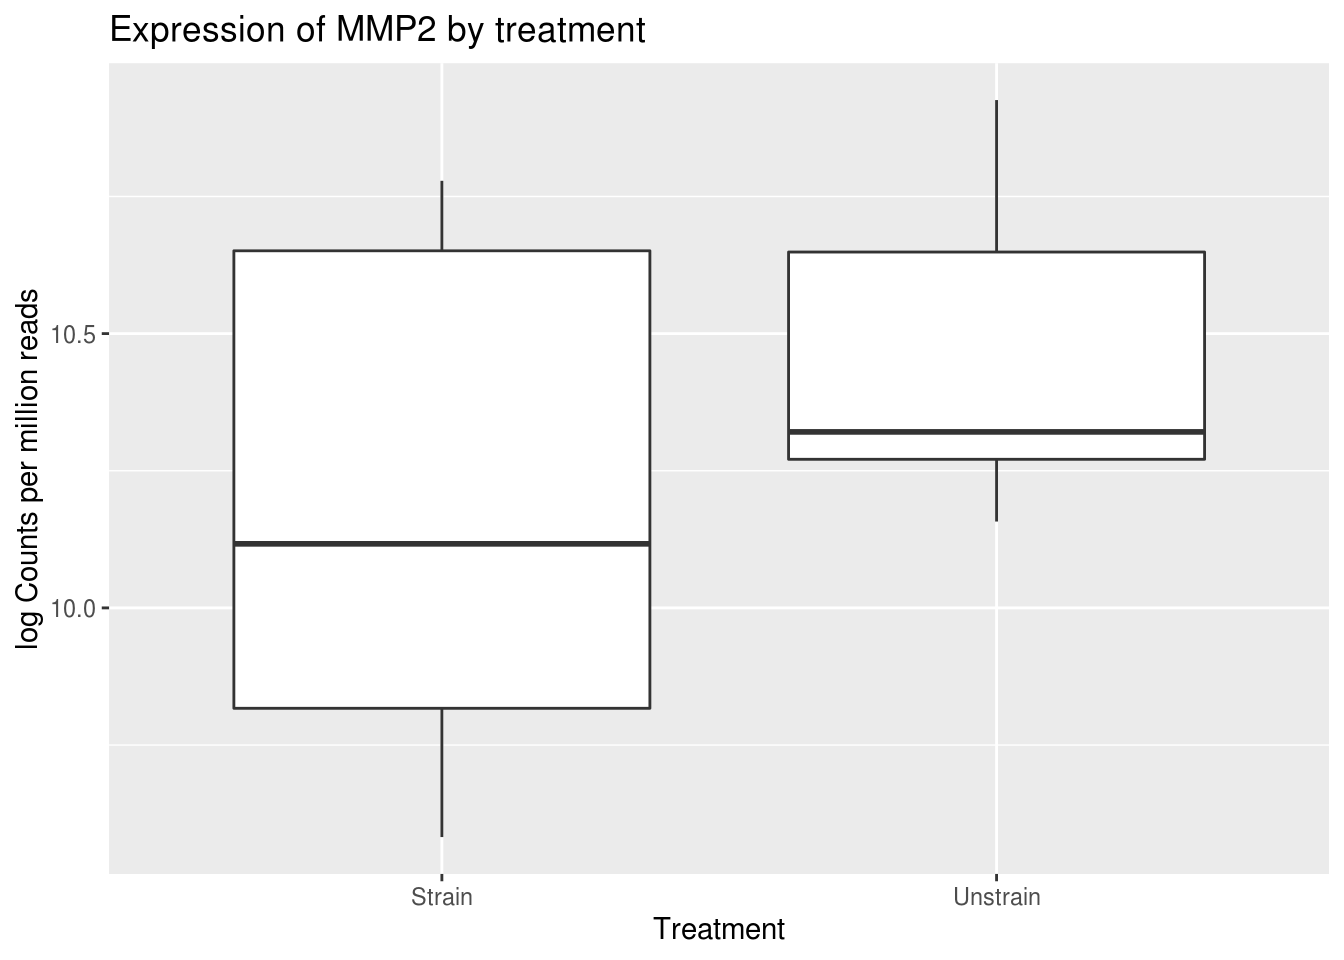 Expression of MMP2 by treatment
log Counts per million reads
10.5
10.0
Strain
Unstrain
Treatment